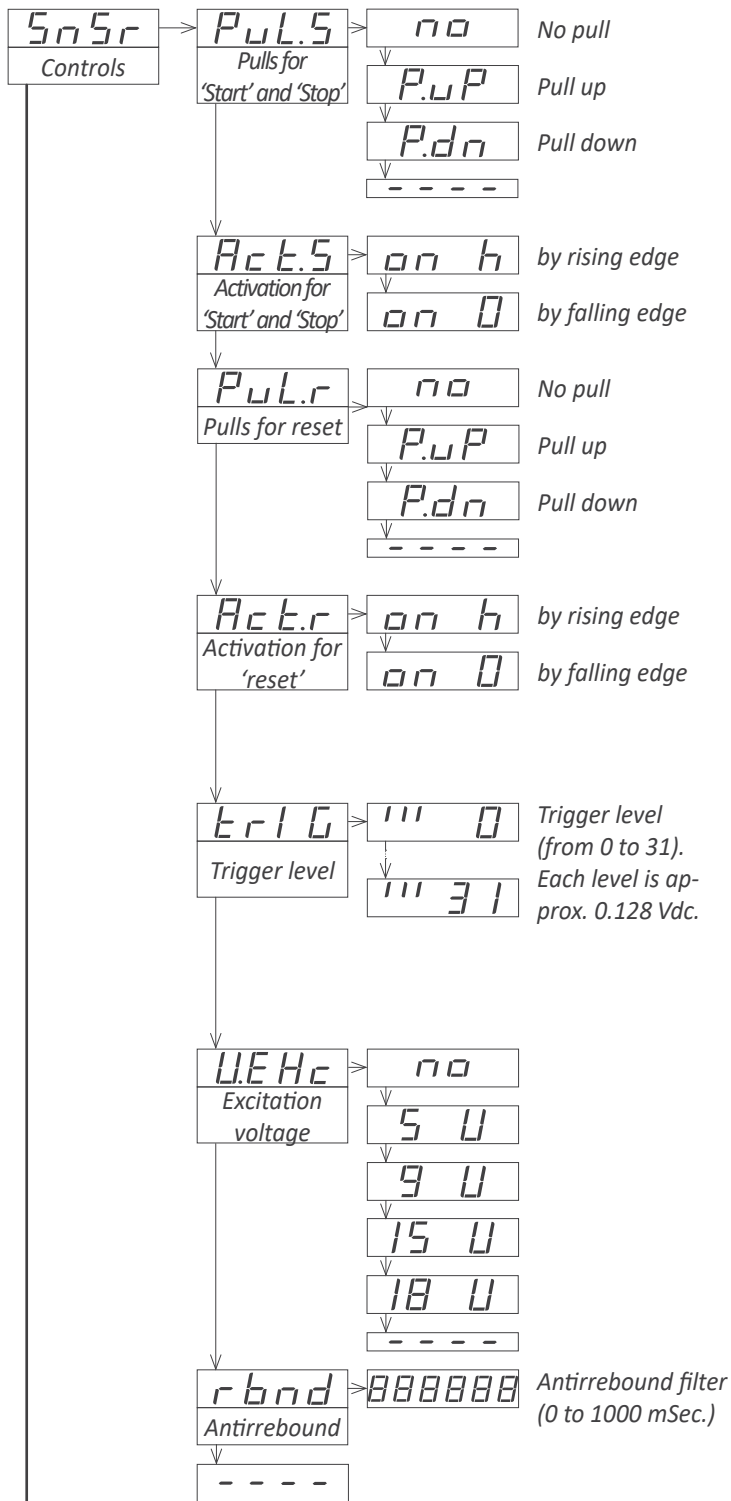 SnSr
Controls
PuL.S
Pulls for
‘Start’ and ‘Stop’
no
No pull
P.uP
Pull up
P.dn
Pull down
- - - -
Act.S
Activation for
‘Start’ and ‘Stop’
on h
by rising edge
on 0
by falling edge
PuL.r
Pulls for reset
no
No pull
P.uP
Pull up
P.dn
Pull down
- - - -
Act.r
Activation for
‘reset’
on h
by rising edge
on 0
by falling edge
trIG
Trigger level
''' 0
''' 31
Trigger level
(from 0 to 31).
Each level is ap-
prox. 0.128 Vdc.
U.EHc
Excitation
voltage
no
5 U
9 U
15 U
18 U
- - - -
rbnd
Antirrebound
888888
Antirrebound filter
(0 to 1000 mSec.)
- - - -